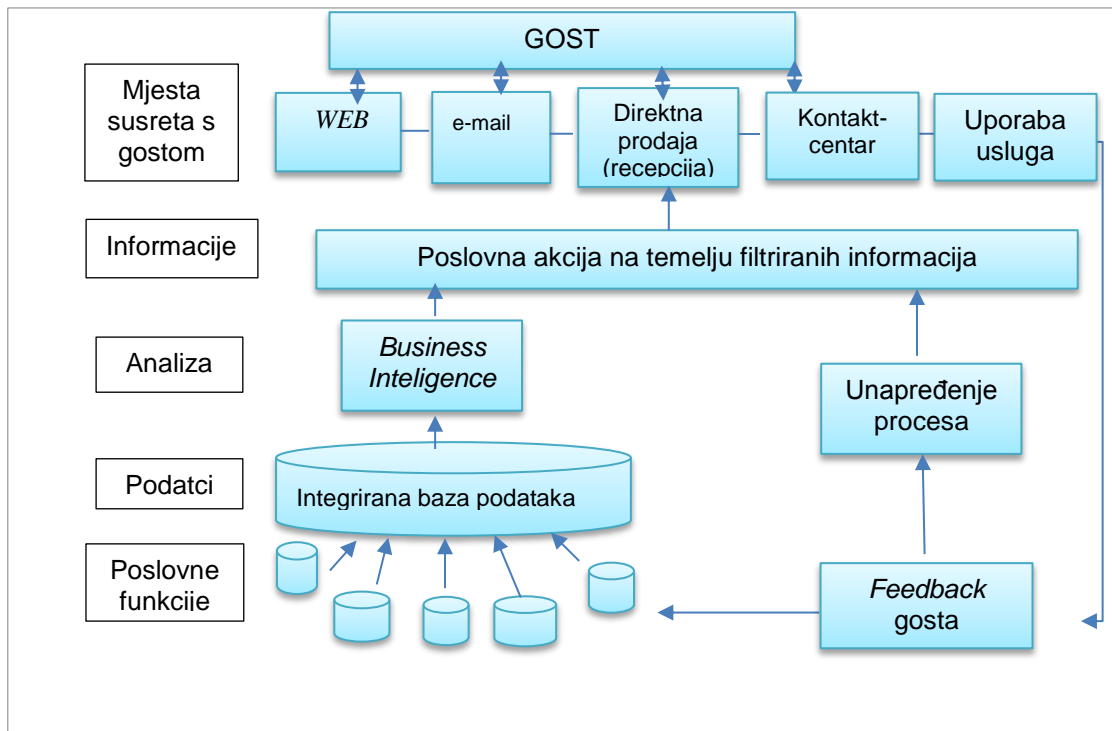 GOST
Mjesta
susreta s
gostom
WEB
e-mail
Direktna
prodaja
(recepcija)
Kontakt-
centar
Uporaba
usluga
Informacije
Poslovna akcija na temelju filtriranih informacija
Analiza
Business
Inteligence
Unapređenje
procesa
Podatci
Integrirana baza podataka
Poslovne
funkcije
Feedback
gosta